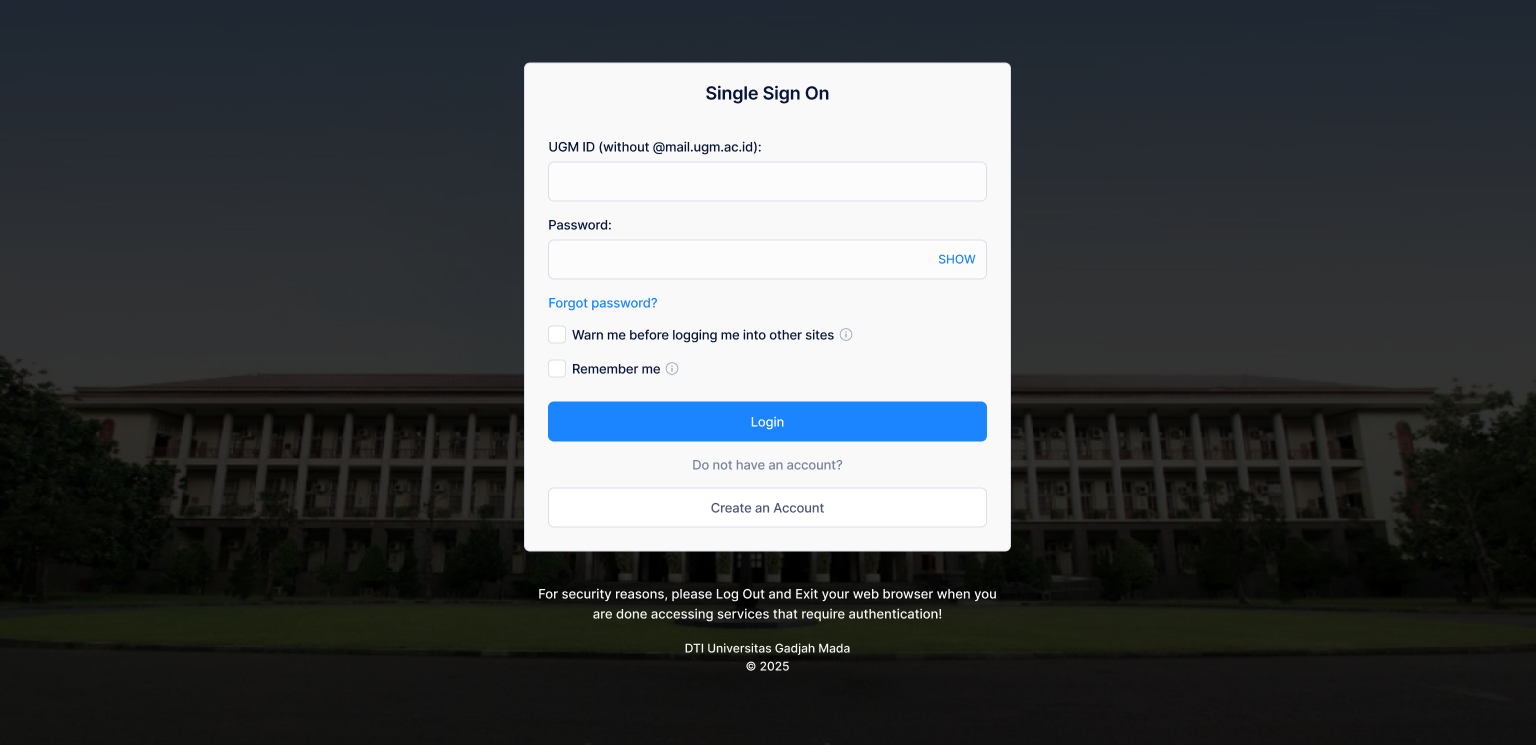 Single Sign On
UGM ID (without @mail.ugm.ac.id):
Password:
SHOW
Forgot password?
Warn me before logging me into other sites
Remember me
Login
Do not have an account?
Create an Account
For security reasons, please Log Out and Exit your web browser when you
are done accessing services that require authentication!
DTI Universitas Gadjah Mada
© 2025